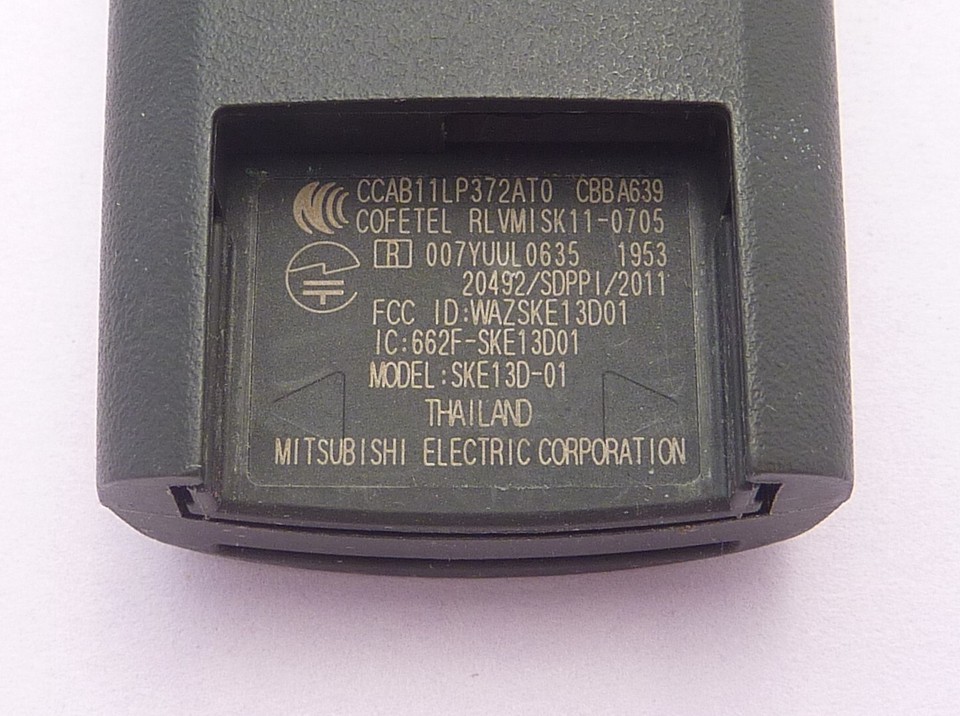 CCAB11LP372AT0 CBBA639
COFETEL RLVMISK11-0705
R 007YUUL0635 1953
20492/SDPPI/2011
FCC ID:WAZSKE13D01
IC:662F-SKE13D01
MODEL:SKE13D-01
THAILAND
MITSUBISHI ELECTRIC CORPORATION